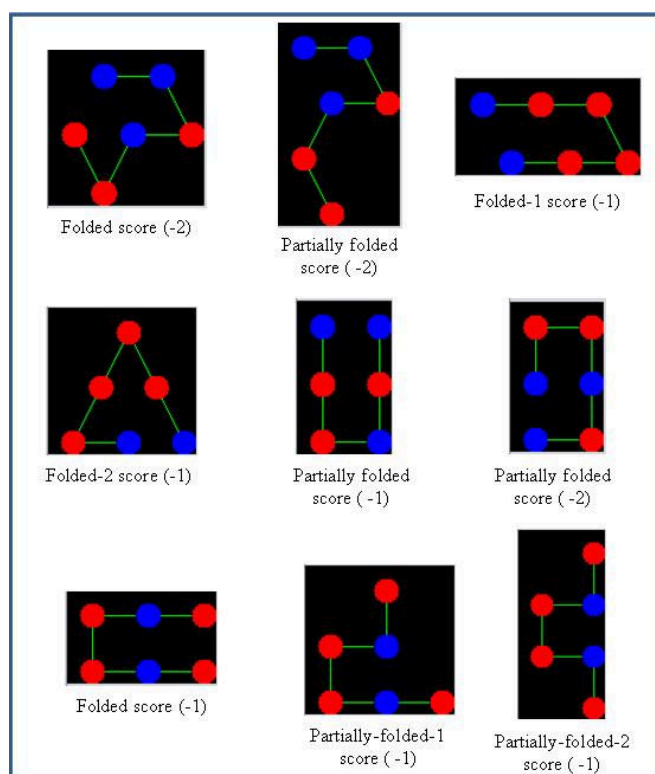 Folded score (-2)
Partially folded
score ( -2)
Folded-1 score (-1)
Folded-2 score (-1)
Partially folded
score ( -1)
Partially folded
score ( -2)
Folded score (-1)
Partially-folded-1
score (-1)
Partially-folded-2
score (-1)